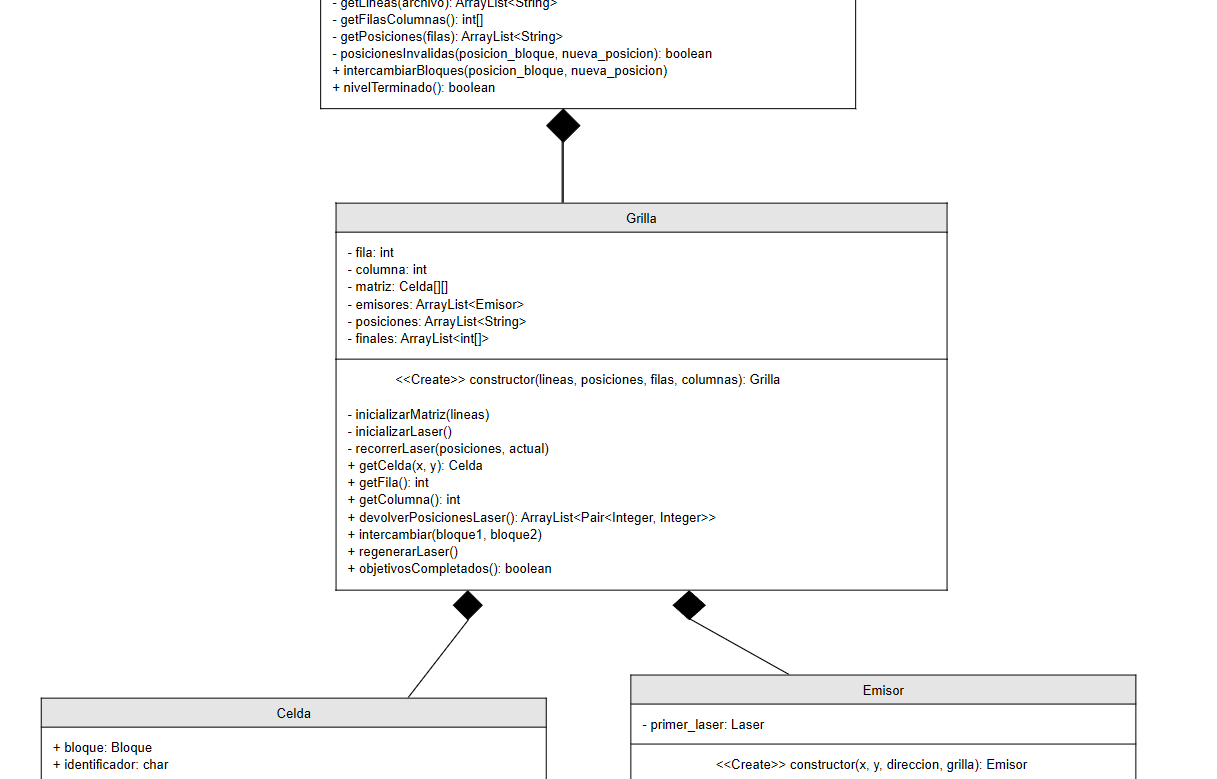 - getLineas(archivo): ArrayList<String>
- getFilasColumnas(): int[]
- getPosiciones(filas): ArrayList<String>
- posicionesInvalidas(posicion_bloque, nueva_posicion): boolean
+ intercambiarBloques(posicion_bloque, nueva_posicion)
+ nivelTerminado(): boolean
Grilla
- fila: int
- columna: int
- matriz: Celda[][]
- emisores: ArrayList<Emisor>
- posiciones: ArrayList<String>
- finales: ArrayList<int[]>
<<Create>> constructor(lineas, posiciones, filas, columnas): Grilla
- inicializarMatriz(lineas)
- inicializarLaser()
- recorrerLaser(posiciones, actual)
+ getCelda(x, y): Celda
+ getFila(): int
+ getColumna(): int
+ devolverPosicionesLaser(): ArrayList<Pair<Integer, Integer>>
+ intercambiar(bloque1, bloque2)
+ regenerarLaser()
+ objetivosCompletados(): boolean
Celda
+ bloque: Bloque
+ identificador: char
Emisor
- primer_laser: Laser
<<Create>> constructor(x, y, direccion, grilla): Emisor